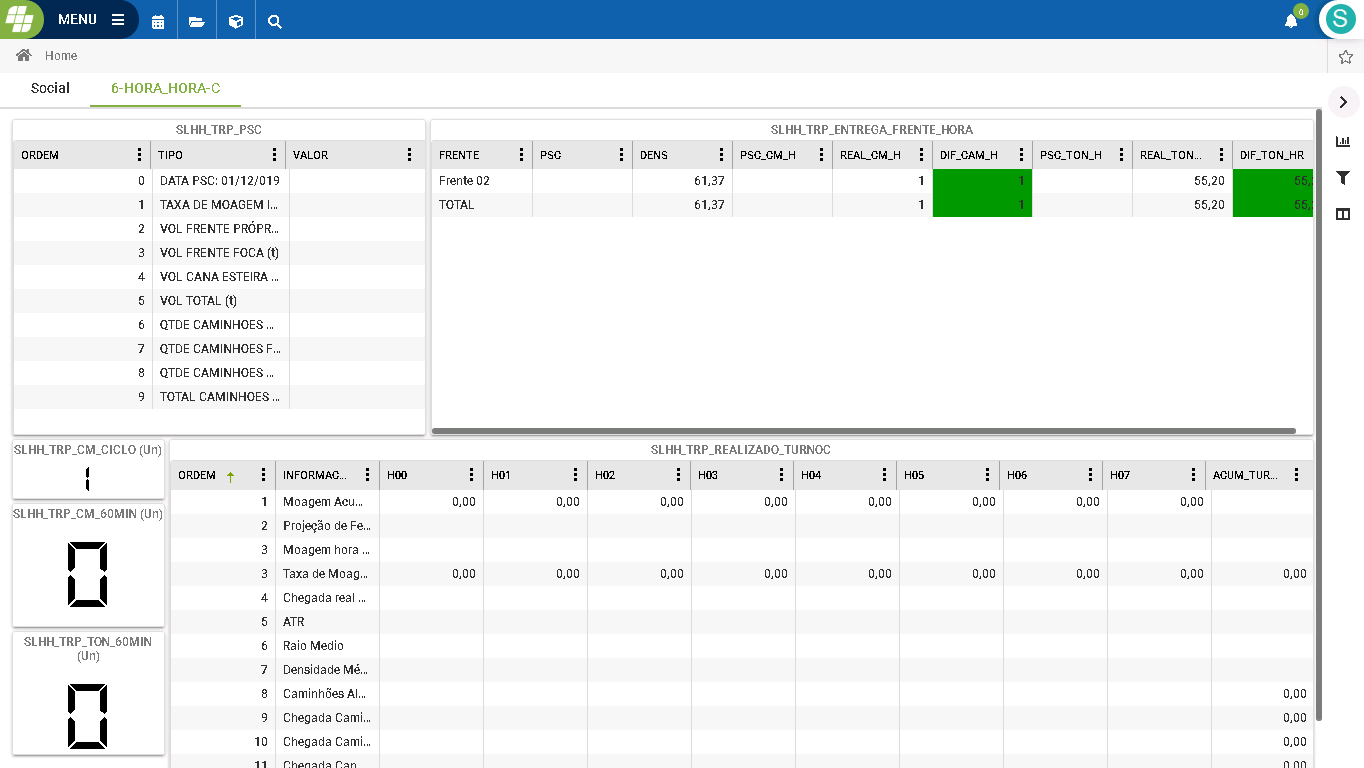 MENU
0
S
Home
Social 6-HORA_HORA-C
SLHH_TRP_PSC
ORDEM TIPO VALOR
0 DATA PSC: 01/12/019
1 TAXA DE MOAGEM I...
2 VOL FRENTE PRÓPR...
3 VOL FRENTE FOCA (t)
4 VOL CANA ESTEIRA ...
5 VOL TOTAL (t)
6 QTDE CAMINHOES ...
7 QTDE CAMINHOES F...
8 QTDE CAMINHOES ...
9 TOTAL CAMINHOES ...
SLHH_TRP_ENTREGA_FRENTE_HORA
FRENTE PSC DENS PSC_CM_H REAL_CM_H DIF_CAM_H PSC_TON_H REAL_TON... DIF_TON_HR
Frente 02 61,37 1 1 55,20 55,
TOTAL 61,37 1 1 55,20 55,
SLHH_TRP_CM_CICLO (Un)
1
SLHH_TRP_CM_60MIN (Un)
0
SLHH_TRP_TON_60MIN
(Un)
0
SLHH_TRP_REALIZADO_TURNOC
ORDEM INFORMAC... H00 H01 H02 H03 H04 H05 H06 H07 AGUM_TUR...
1 Moagem Acu... 0,00 0,00 0,00 0,00 0,00 0,00 0,00 0,00
2 Projeção de Fe...
3 Moagem hora ...
3 Taxa de Moag... 0,00 0,00 0,00 0,00 0,00 0,00 0,00 0,00 0,00
4 Chegada real ...
5 ATR
6 Raio Medio
7 Densidade Mé...
8 Caminhões Al... 0,00
9 Chegada Cami... 0,00
10 Chegada Cami... 0,00
11 Chegada Can... 0,00